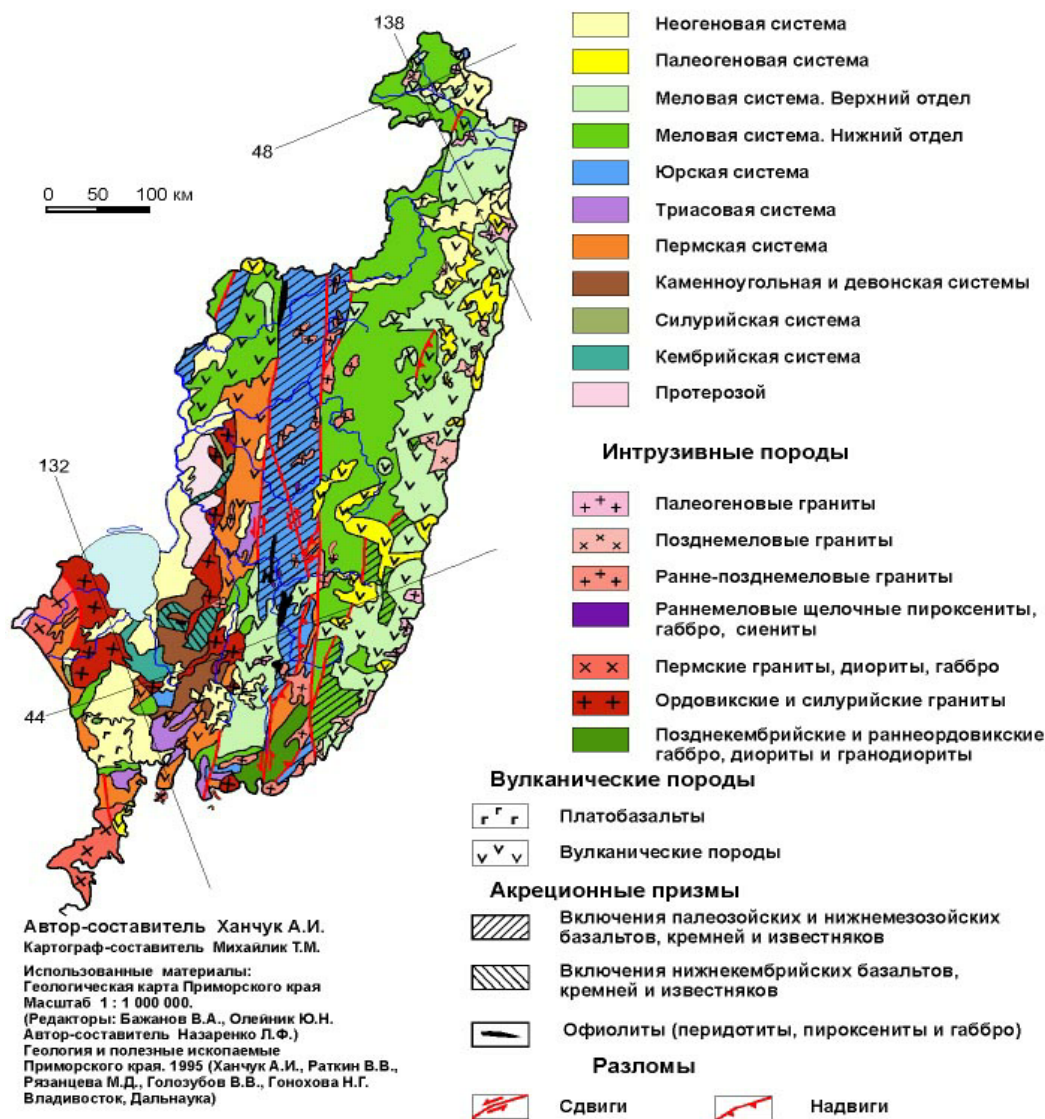 138
48
0 50 100 км
132
44
Неогеновая система
Палеогеновая система
Меловая система. Верхний отдел
Меловая система. Нижний отдел
Юрская система
Триасовая система
Пермская система
Каменноугольная и девонская системы
Силурийская система
Кембрийская система
Протерозой
Интрузивные породы
Палеогеновые граниты
Позднемеловые граниты
Ранне-позднемеловые граниты
Раннемеловые щелочные пироксениты,
габбро, сиениты
Пермские граниты, диориты, габбро
Ордовикские и силурийские граниты
Позднекембрийские и раннеордовикские
габбро, диориты и гранодиориты
Вулканические породы
Платобазальты
Вулканические породы
Акреционные призмы
Включения палеозойских и нижнемезозойских
базальтов, кремней и известняков
Включения нижнекембрийских базальтов,
кремней и известняков
Офиолиты (перидотиты, пироксениты и габбро)
Разломы
Сдвиги
Надвиги
Автор-составитель Ханчук А.И.
Картограф-составитель Михайлик Т.М.
Использованные материалы:
Геологическая карта Приморского края
Масштаб 1 : 1 000 000.
(Редакторы: Бажанов В.А., Олейник Ю.Н.
Автор-составитель Назаренко Л.Ф.)
Геология и полезные ископаемые
Приморского края. 1995 (Ханчук А.И., Раткин В.В.,
Рязанцева М.Д., Голозубов В.В., Гонохова Н.Г.
Владивосток, Дальнаука)